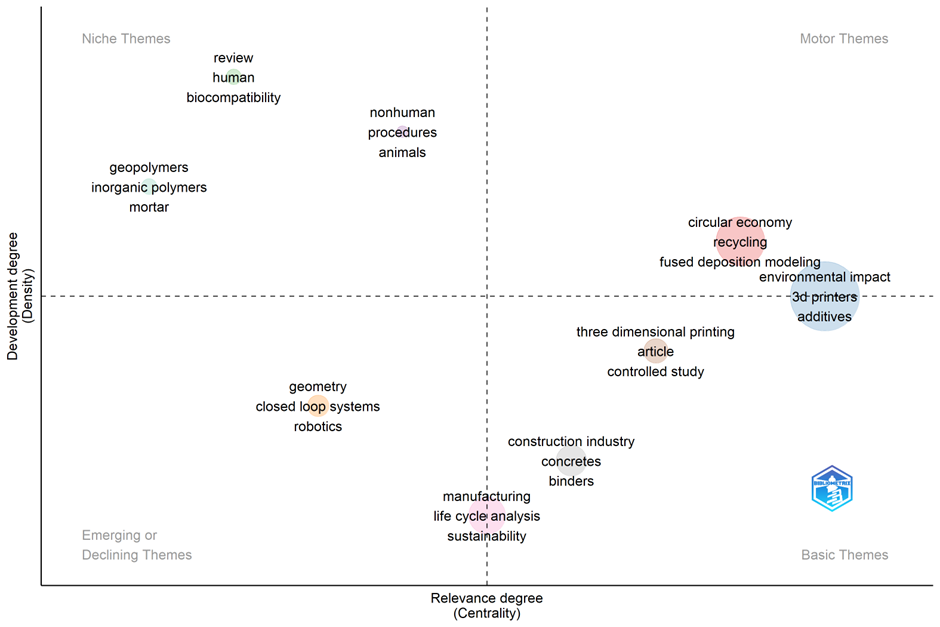 Niche Themes
Motor Themes
review
human
biocompatibility
nonhuman
procedures
animals
geopolymers
inorganic polymers
mortar
circular economy
recycling
fused deposition modeling
environmental impact
3d printers
additives
three dimensional printing
article
controlled study
geometry
closed loop systems
robotics
construction industry
concretes
binders
manufacturing
life cycle analysis
sustainability
Emerging or
Declining Themes
Basic Themes
BIBLIOMETRIX
Development degree
(Density)
Relevance degree
(Centrality)